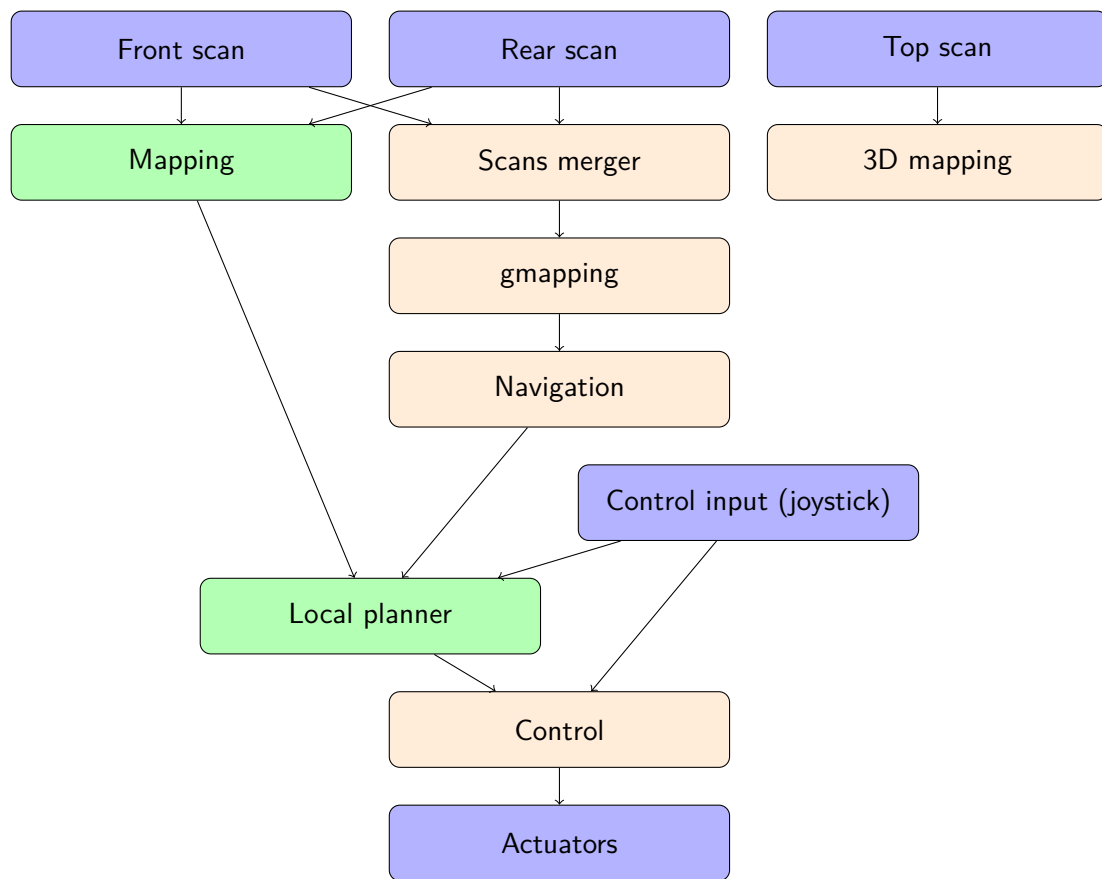 Front scan
Rear scan
Top scan
Mapping
Scans merger
3D mapping
gmapping
Navigation
Control input (joystick)
Local planner
Control
Actuators